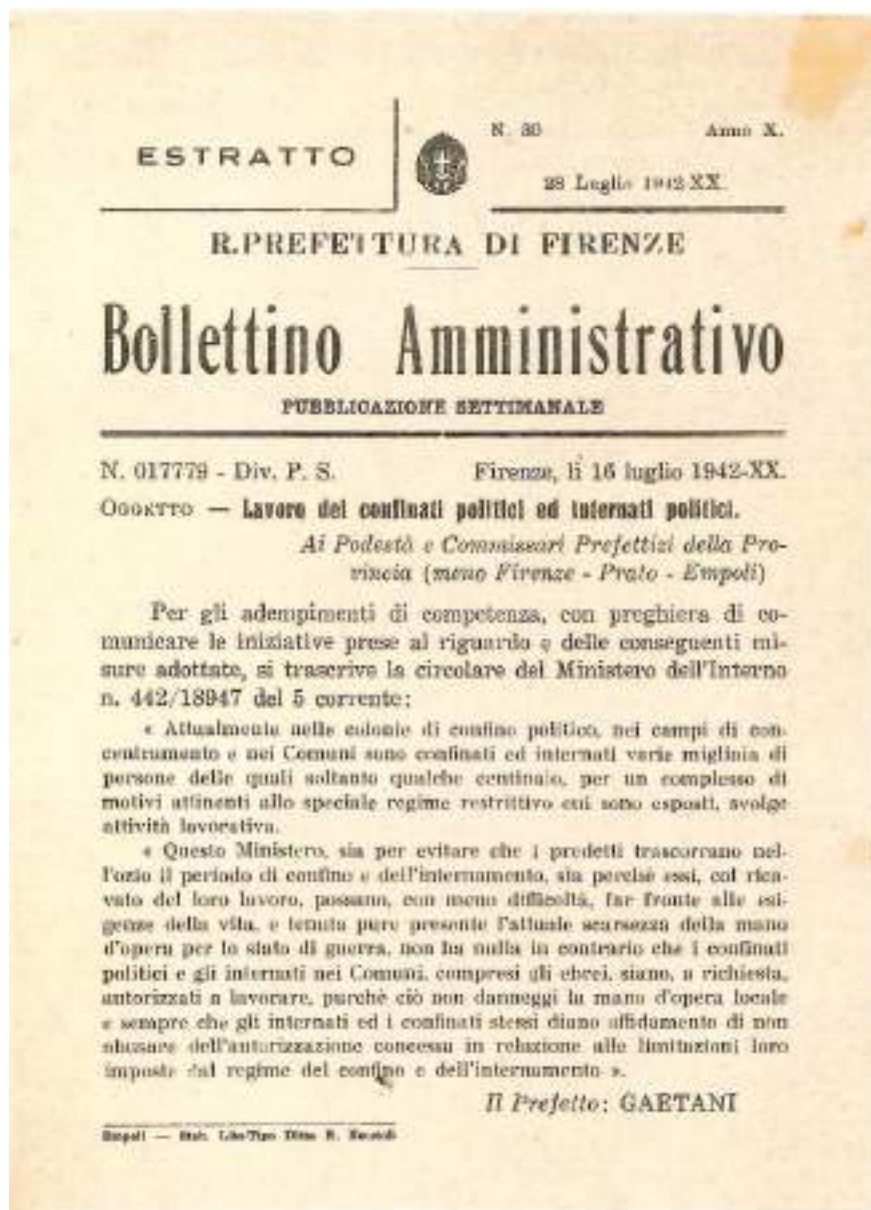 ESTRATTO
N. 30 Anno X.
28 Luglio 1942-XX.
R. PREFETTURA DI FIRENZE
Bollettino Amministrativo
PUBBLICAZIONE SETTIMANALE
N. 017779 - Div. P. S. Firenze, lì 16 luglio 1942-XX.
OGGETTO — Lavoro dei confinati politici ed internati politici.
Ai Podestà e Commissari Prefettizi della Pro-
vincia (meno Firenze - Prato - Empoli)
Per gli adempimenti di competenza, con preghiera di co-
municare le iniziative prese al riguardo e delle conseguenti mi-
sure adottate, si trascrive la circolare del Ministero dell'Interno
n. 442/18947 del 5 corrente:
« Attualmente nelle colonie di confino politico, nei campi di con-
centramento e nei Comuni sono confinati ed internati varie migliaia di
persone delle quali soltanto qualche centinaio, per un complesso di
motivi attinenti allo speciale regime restrittivo cui sono esposti, svolge
attività lavorativa.
« Questo Ministero, sia per evitare che i predetti trascorrano nel-
l'ozio il periodo di confino e dell'internamento, sia perchè essi, col rica-
vato del loro lavoro, possano, con meno difficoltà, far fronte alle esi-
genze della vita, e tenuta pure presente l'attuale scarsezza della mano
d'opera per lo stato di guerra, non ha nulla in contrario che i confinati
politici e gli internati nei Comuni, compresi gli ebrei, siano, a richiesta,
autorizzati a lavorare, purchè ciò non danneggi la mano d'opera locale
e sempre che gli internati ed i confinati stessi diano affidamento di non
abusare dell'autorizzazione concessa in relazione alle limitazioni loro
imposte dal regime del confino e dell'internamento ».
Il Prefetto: GAETANI
Empoli — Stab. Lito-Tipo Ditta R.